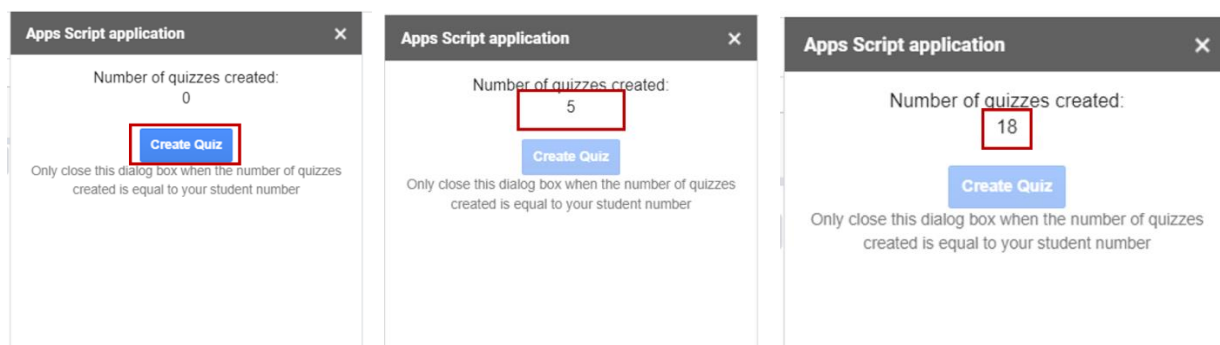 Apps Script application ×
Number of quizzes created:
0
Create Quiz
Only close this dialog box when the number of quizzes
created is equal to your student number
Apps Script application ×
Number of quizzes created:
5
Create Quiz
Only close this dialog box when the number of quizzes
created is equal to your student number
Apps Script application ×
Number of quizzes created:
18
Create Quiz
Only close this dialog box when the number of quizzes
created is equal to your student number